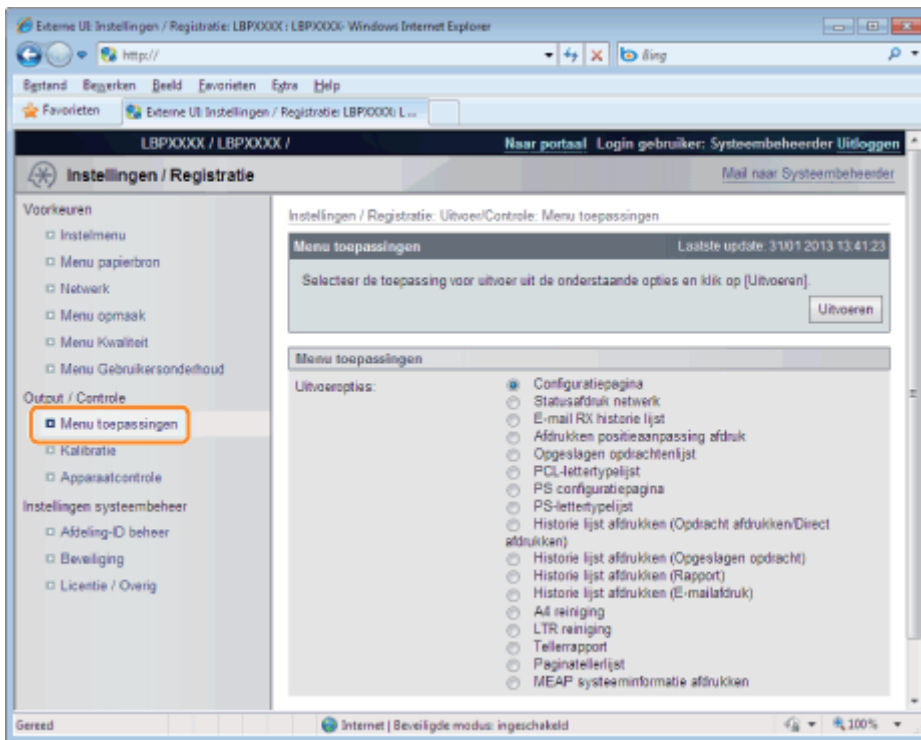 Externe UI: Instellingen / Registratie: LBPXXXX : LBPXXXX- Windows Internet Explorer
http://
Bing
Bestand Bewerken Beeld Favorieten Extra Help
Favorieten
Externe UI: Instellingen / Registratie: LBPXXXX: L...
LBPXXXX / LBPXXXX /
Naar portaal Login gebruiker: Systeembeheerder Uitloggen
Instellingen / Registratie
Mail naar Systeembeheerder
Voorkeuren
Instelmenu
Menu papierbron
Netwerk
Menu opmaak
Menu Kwaliteit
Menu Gebruikersonderhoud
Output / Controle
Menu toepassingen
Kalibratie
Apparaatcontrole
Instellingen systeembeheer
Afdeling-ID beheer
Beveiliging
Licentie / Overig
Instellingen / Registratie: Uitvoer/Controle: Menu toepassingen
Menu toepassingen
Laatste update: 31/01 2013 13:41:23
Selecteer de toepassing voor uitvoer uit de onderstaande opties en klik op [Uitvoeren].
Uitvoeren
Menu toepassingen
Uitvoeropties:
Configuratiepagina
Statusafdruk netwerk
E-mail RX historie lijst
Afdrukken positieaanpassing afdruk
Opgeslagen opdrachtenlijst
PCL-lettertypelijst
PS configuratiepagina
PS-lettertypelijst
Historie lijst afdrukken (Opdracht afdrukken/Direct
afdrukken)
Historie lijst afdrukken (Opgeslagen opdracht)
Historie lijst afdrukken (Rapport)
Historie lijst afdrukken (E-mailafdruk)
A4 reiniging
LTR reiniging
Tellerrapport
Paginatellerlijst
MEAP systeeminformatie afdrukken
Gereed
Internet | Beveiligde modus: ingeschakeld
100%